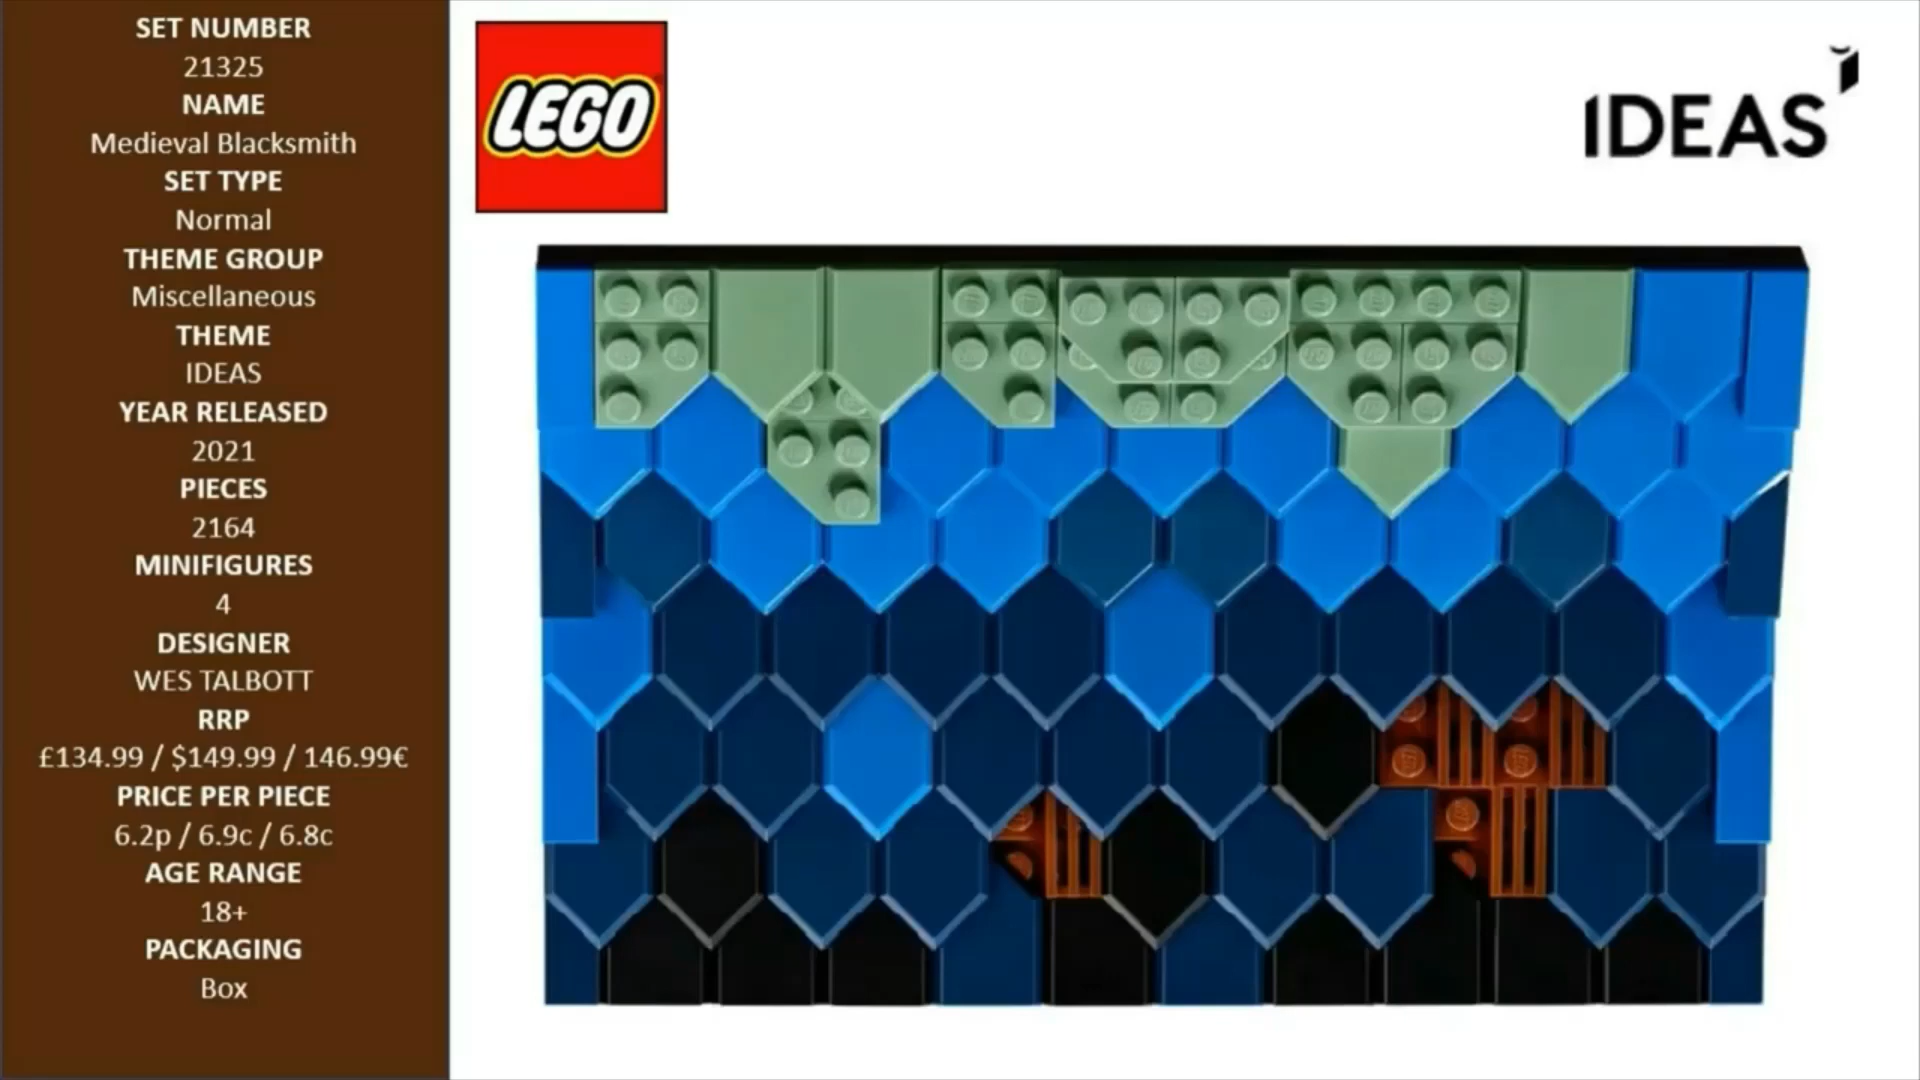 SET NUMBER
21325
NAME
Medieval Blacksmith
SET TYPE
Normal
THEME GROUP
Miscellaneous
THEME
IDEAS
YEAR RELEASED
2021
PIECES
2164
MINIFIGURES
4
DESIGNER
WES TALBOTT
RRP
£134.99 / $149.99 / 146.99€
PRICE PER PIECE
6.2p / 6.9c / 6.8c
AGE RANGE
18+
PACKAGING
Box
LEGO
IDEAS